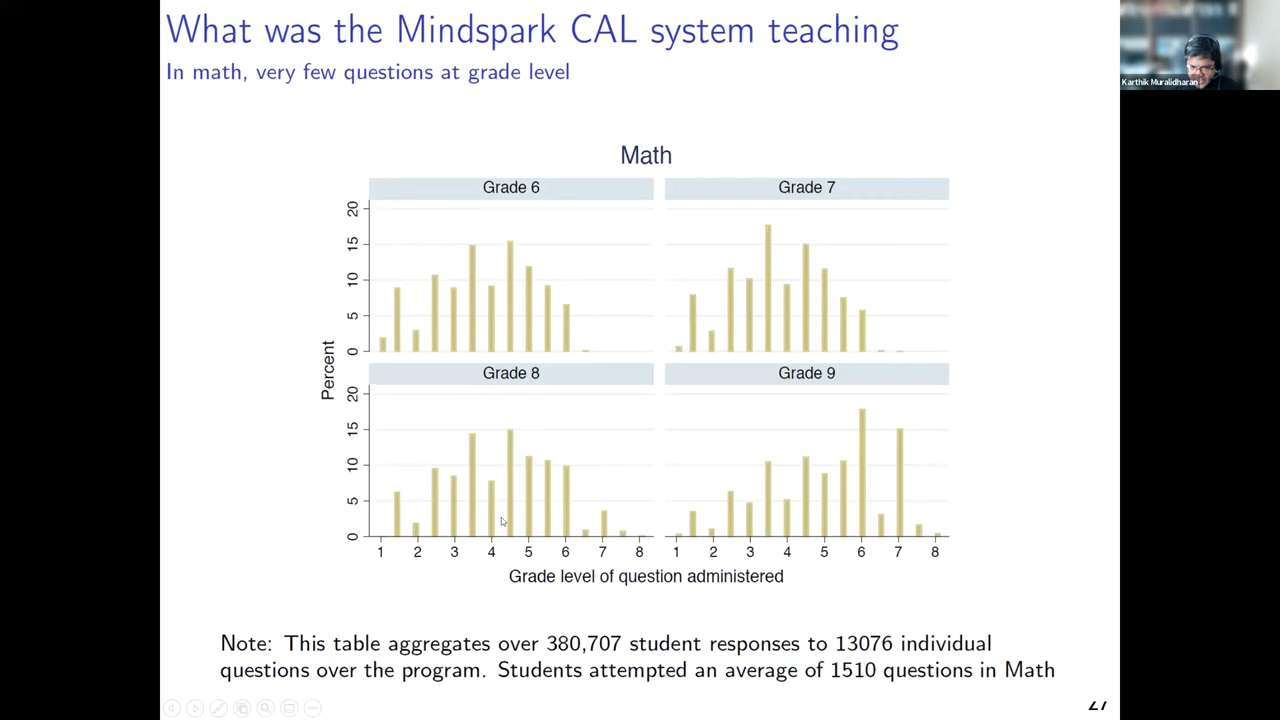 What was the Mindspark CAL system teaching
In math, very few questions at grade level
Karthik Muralidharan
Math
Grade 6
Grade 7
20
15
10
5
0
Percent
Grade 8
Grade 9
20
15
10
5
0
1 2 3 4 5 6 7 8
1 2 3 4 5 6 7 8
Grade level of question administered
Note: This table aggregates over 380,707 student responses to 13076 individual
questions over the program. Students attempted an average of 1510 questions in Math
27